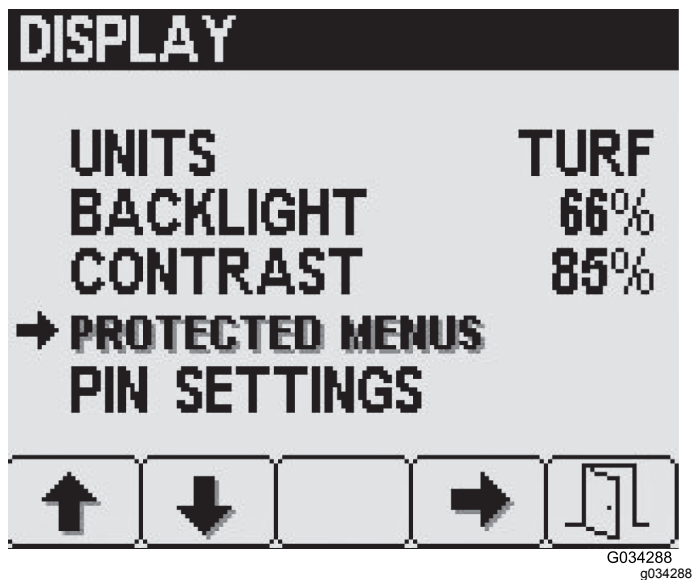 DISPLAY
UNITS TURF
BACKLIGHT 66%
CONTRAST 85%
PROTECTED MENUS
PIN SETTINGS
G034288
g034288